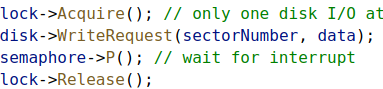 lock->Acquire(); // only one disk I/O at
disk->WriteRequest(sectorNumber, data);
semaphore->P(); // wait for interrupt
lock->Release();